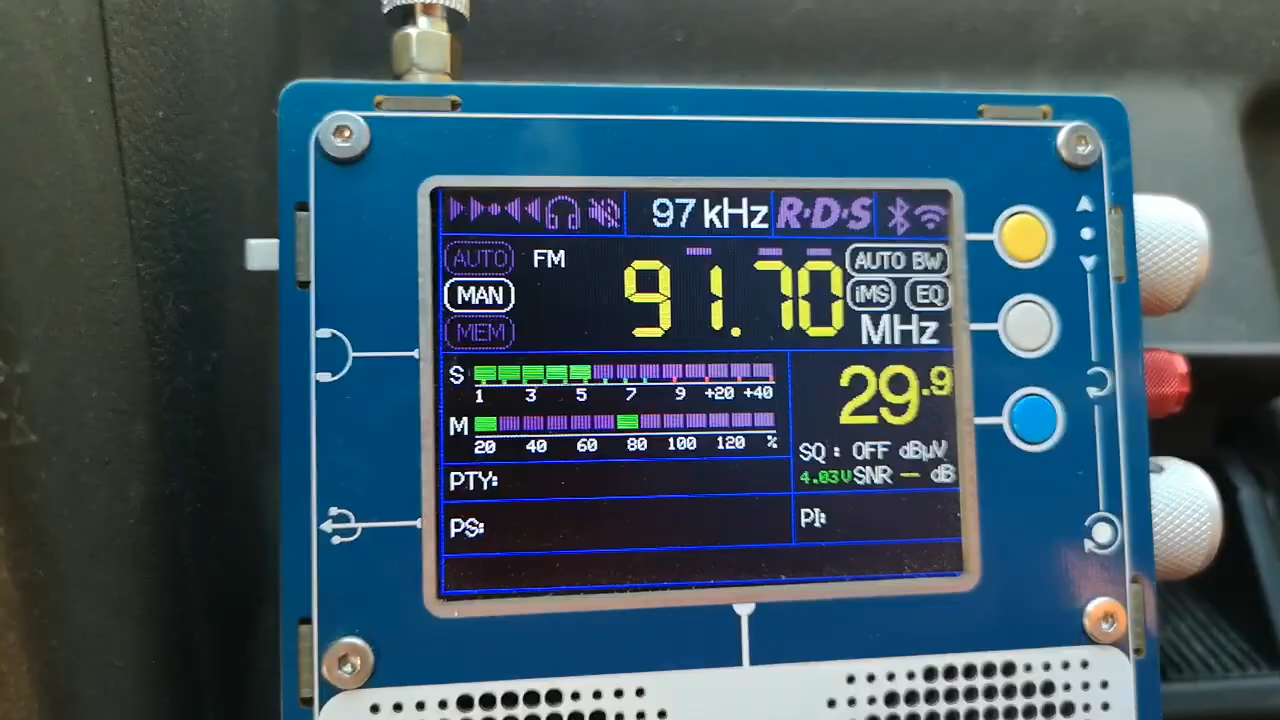 97 kHz R·D·S
AUTO FM 91.70 AUTO BW
MAN iMS EQ
MEM MHz
S 1 3 5 7 9 +20 +40 29.9
M 20 40 60 80 100 120 %
SQ: OFF dBµV
4.03V SNR -- dB
PTY:
PS: PI: